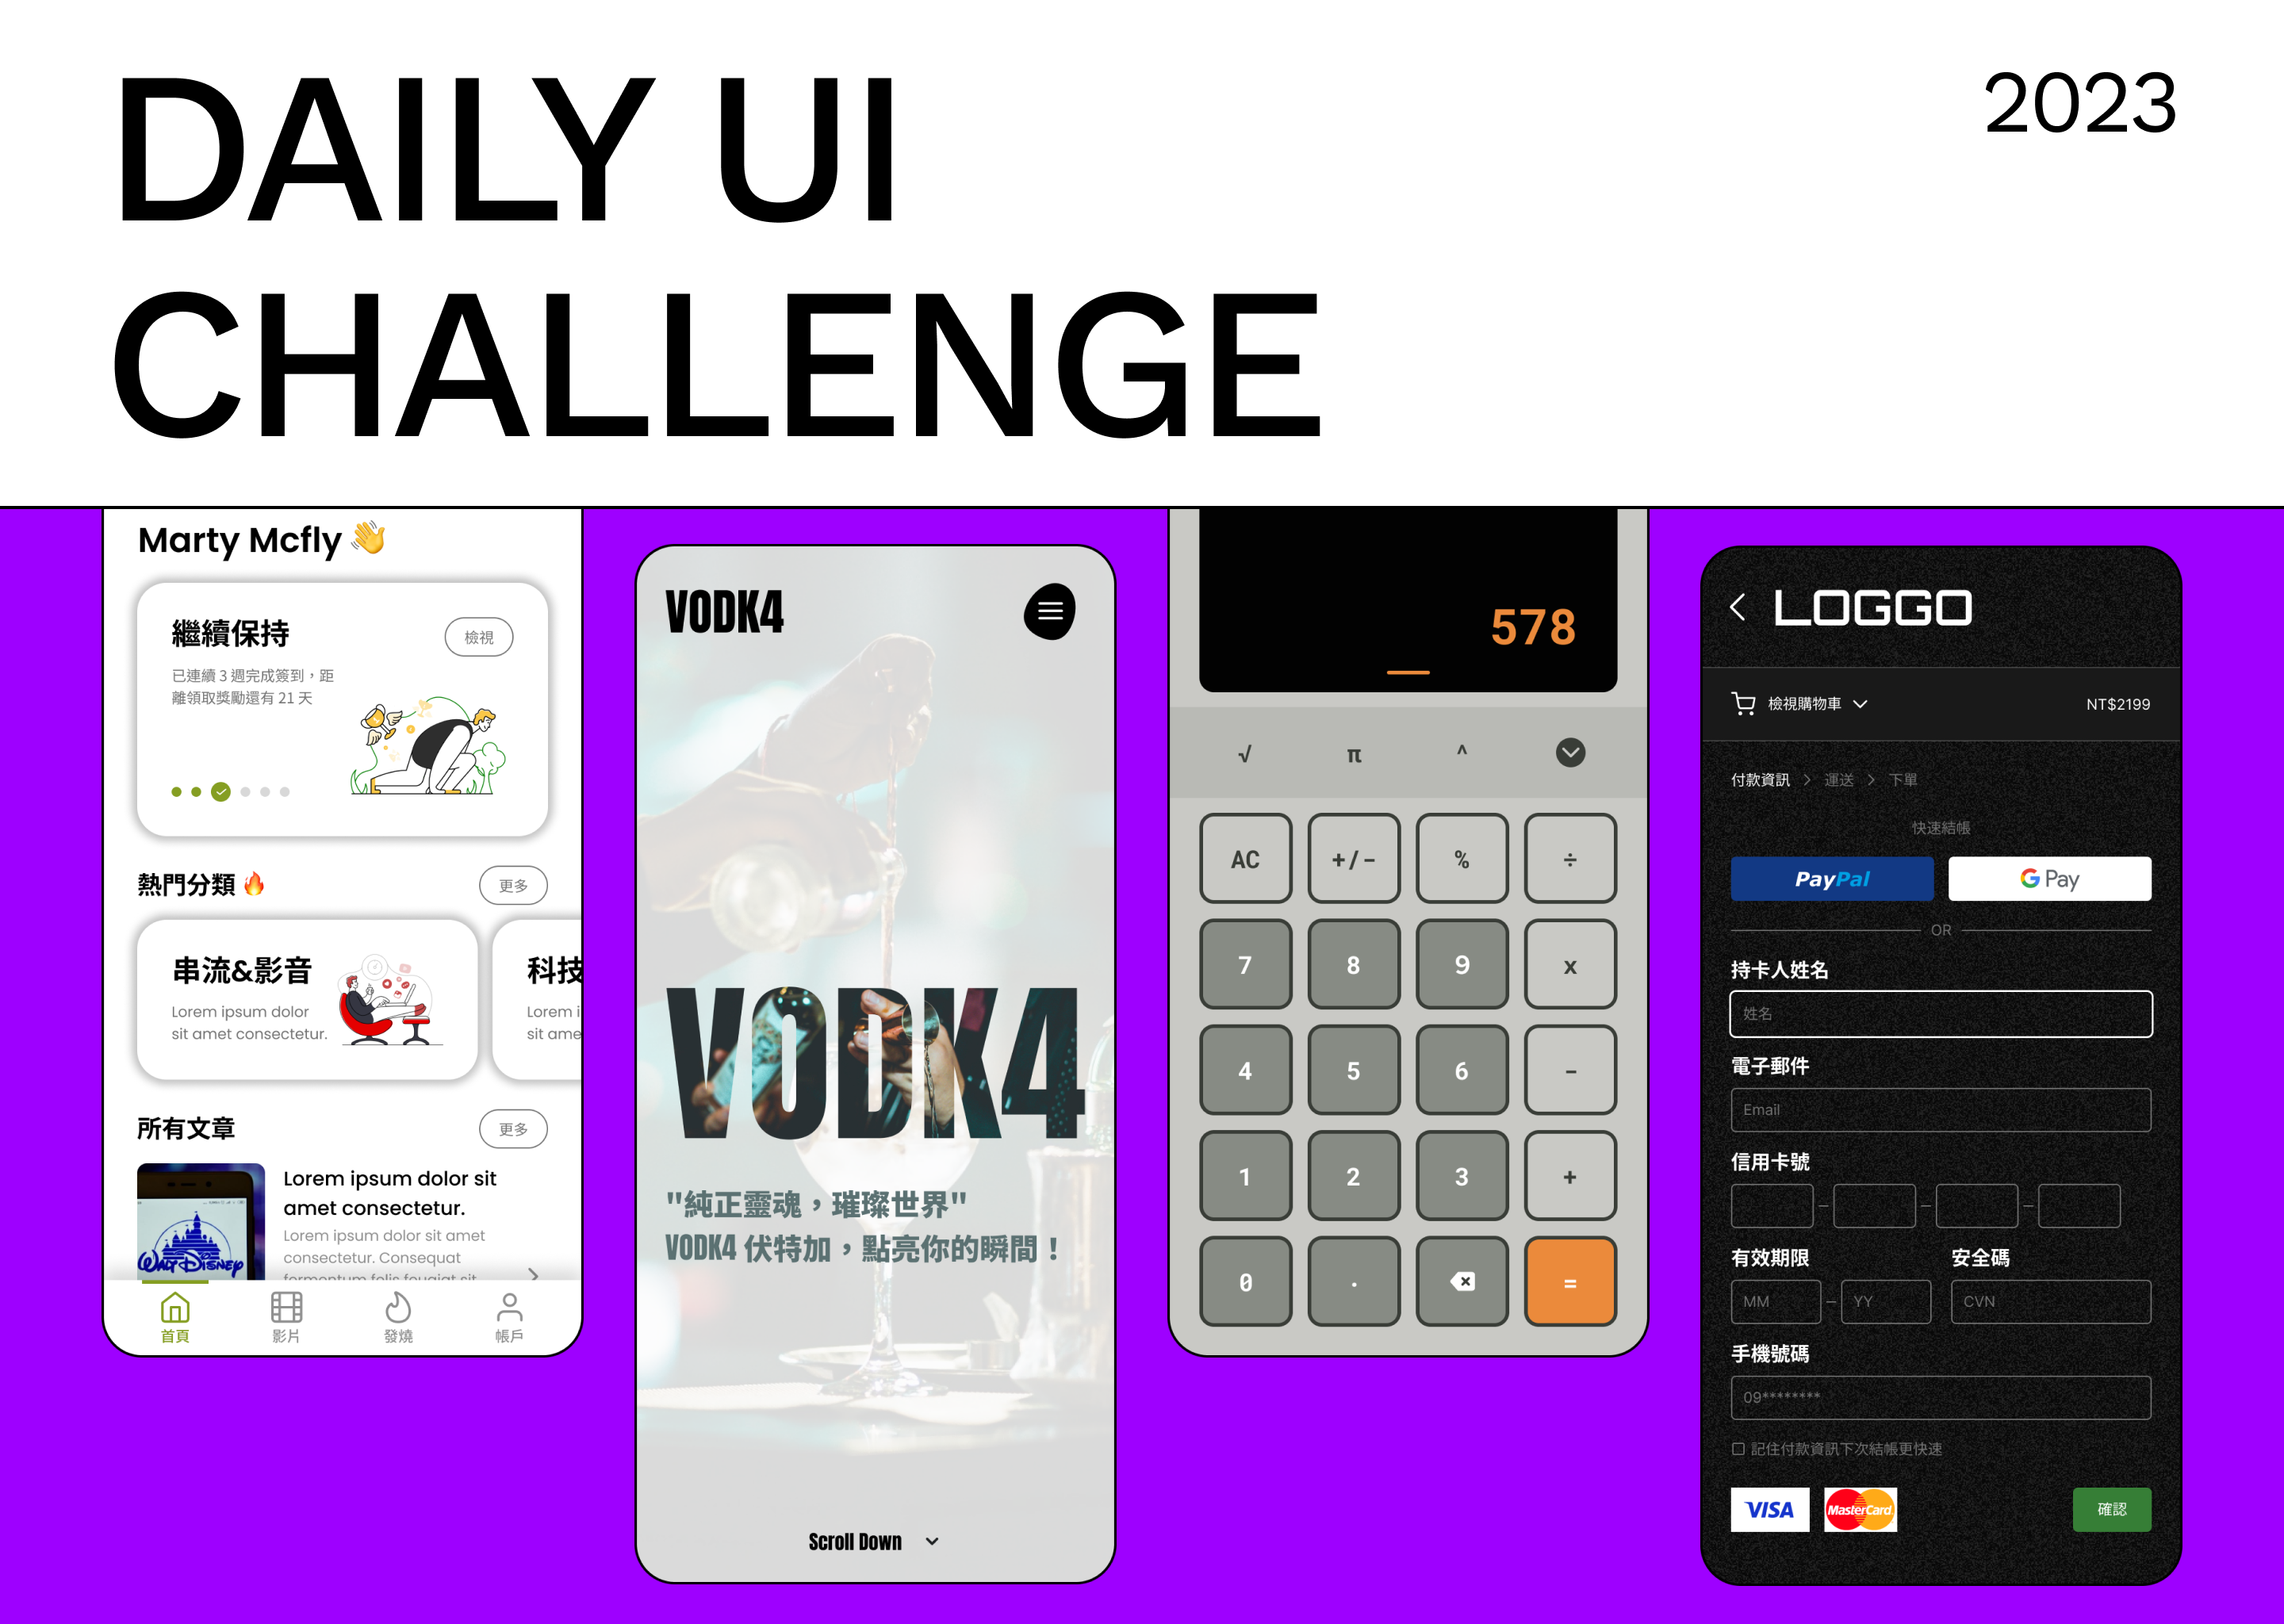 DAILY UI
CHALLENGE
2023
Marty Mcfly 👋
繼續保持
檢視
已連續 3 週完成簽到，距
離領取獎勵還有 21 天
熱門分類 🔥
更多
串流&影音
Lorem ipsum dolor
sit amet consectetur.
科技
Lorem i
sit ame
所有文章
更多
WALT DISNEY
Lorem ipsum dolor sit
amet consectetur.
Lorem ipsum dolor sit amet
consectetur. Consequat
fermentum felis feugiat sit
首頁
影片
發燒
帳戶
VODK4
VODK4
"純正靈魂，璀璨世界"
VODK4 伏特加，點亮你的瞬間！
Scroll Down
578
√ π ^
AC +/- % ÷
7 8 9 x
4 5 6 -
1 2 3 +
0 . =
LOGGO
檢視購物車
NT$2199
付款資訊 > 運送 > 下單
快速結帳
PayPal
G Pay
OR
持卡人姓名
姓名
電子郵件
Email
信用卡號
有效期限
安全碼
MM – YY
CVN
手機號碼
09********
記住付款資訊下次結帳更快速
VISA
MasterCard
確認